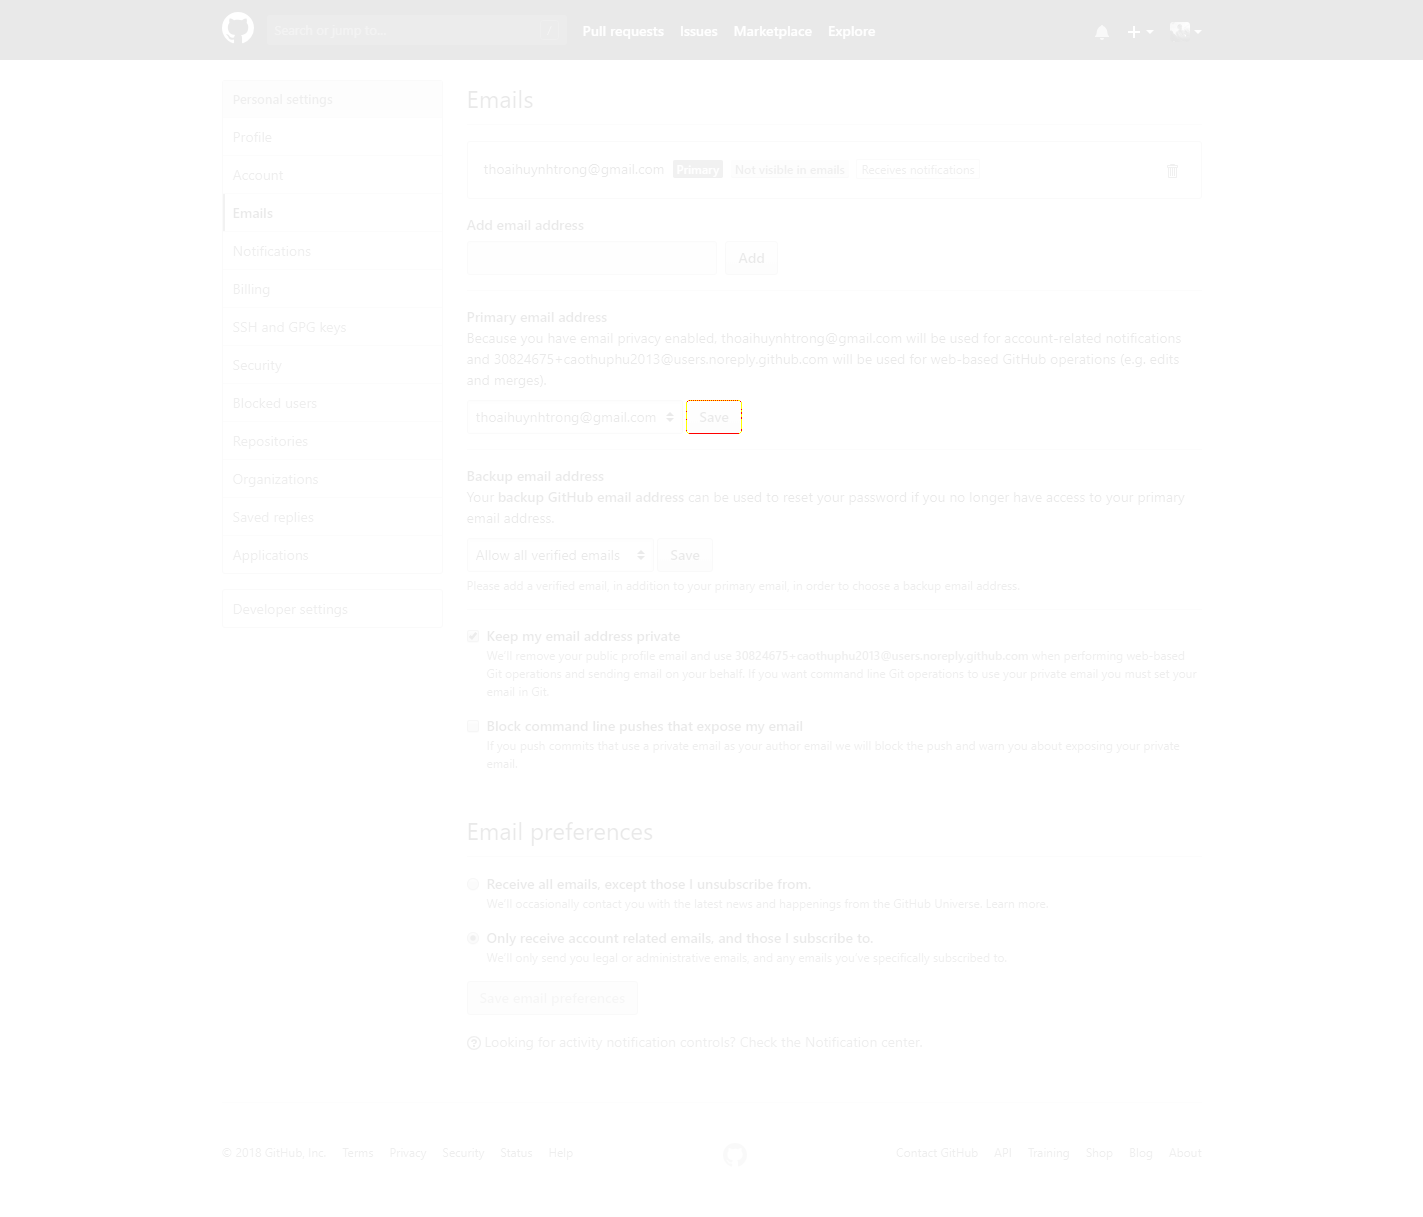 Search or jump to...
/
Pull requests Issues Marketplace Explore
Personal settings
Profile
Account
Emails
Notifications
Billing
SSH and GPG keys
Security
Blocked users
Repositories
Organizations
Saved replies
Applications
Developer settings
Emails
thoaihuynhtrong@gmail.com Primary Not visible in emails Receives notifications
Add email address
Add
Primary email address
Because you have email privacy enabled, thoaihuynhtrong@gmail.com will be used for account-related notifications
and 30824675+caothuphu2013@users.noreply.github.com will be used for web-based GitHub operations (e.g. edits
and merges).
thoaihuynhtrong@gmail.com Save
Backup email address
Your backup GitHub email address can be used to reset your password if you no longer have access to your primary
email address.
Allow all verified emails Save
Please add a verified email, in addition to your primary email, in order to choose a backup email address.
Keep my email address private
We'll remove your public profile email and use 30824675+caothuphu2013@users.noreply.github.com when performing web-based
Git operations and sending email on your behalf. If you want command line Git operations to use your private email you must set your
email in Git.
Block command line pushes that expose my email
If you push commits that use a private email as your author email we will block the push and warn you about exposing your private
email.
Email preferences
Receive all emails, except those I unsubscribe from.
We'll occasionally contact you with the latest news and happenings from the GitHub Universe. Learn more.
Only receive account related emails, and those I subscribe to.
We'll only send you legal or administrative emails, and any emails you've specifically subscribed to.
Save email preferences
Looking for activity notification controls? Check the Notification center.
© 2018 GitHub, Inc. Terms Privacy Security Status Help
Contact GitHub API Training Shop Blog About